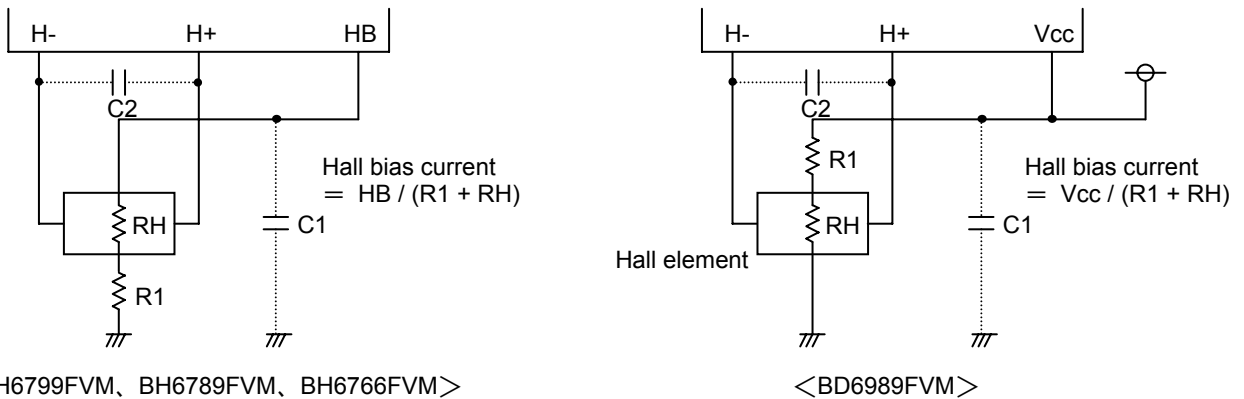 H- H+ HB
C2
Hall bias current
＝ HB / (R1 + RH)
RH
C1
R1
H6799FVM、BH6789FVM、BH6766FVM＞
H- H+ Vcc
C2
R1
Hall bias current
＝ Vcc / (R1 + RH)
RH
C1
Hall element
＜BD6989FVM＞